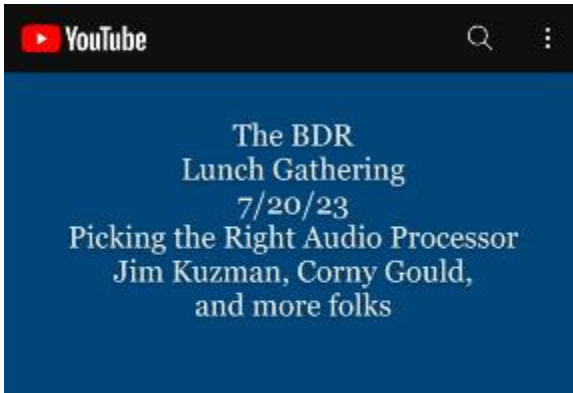 YouTube
The BDR
Lunch Gathering
7/20/23
Picking the Right Audio Processor
Jim Kuzman, Corny Gould,
and more folks